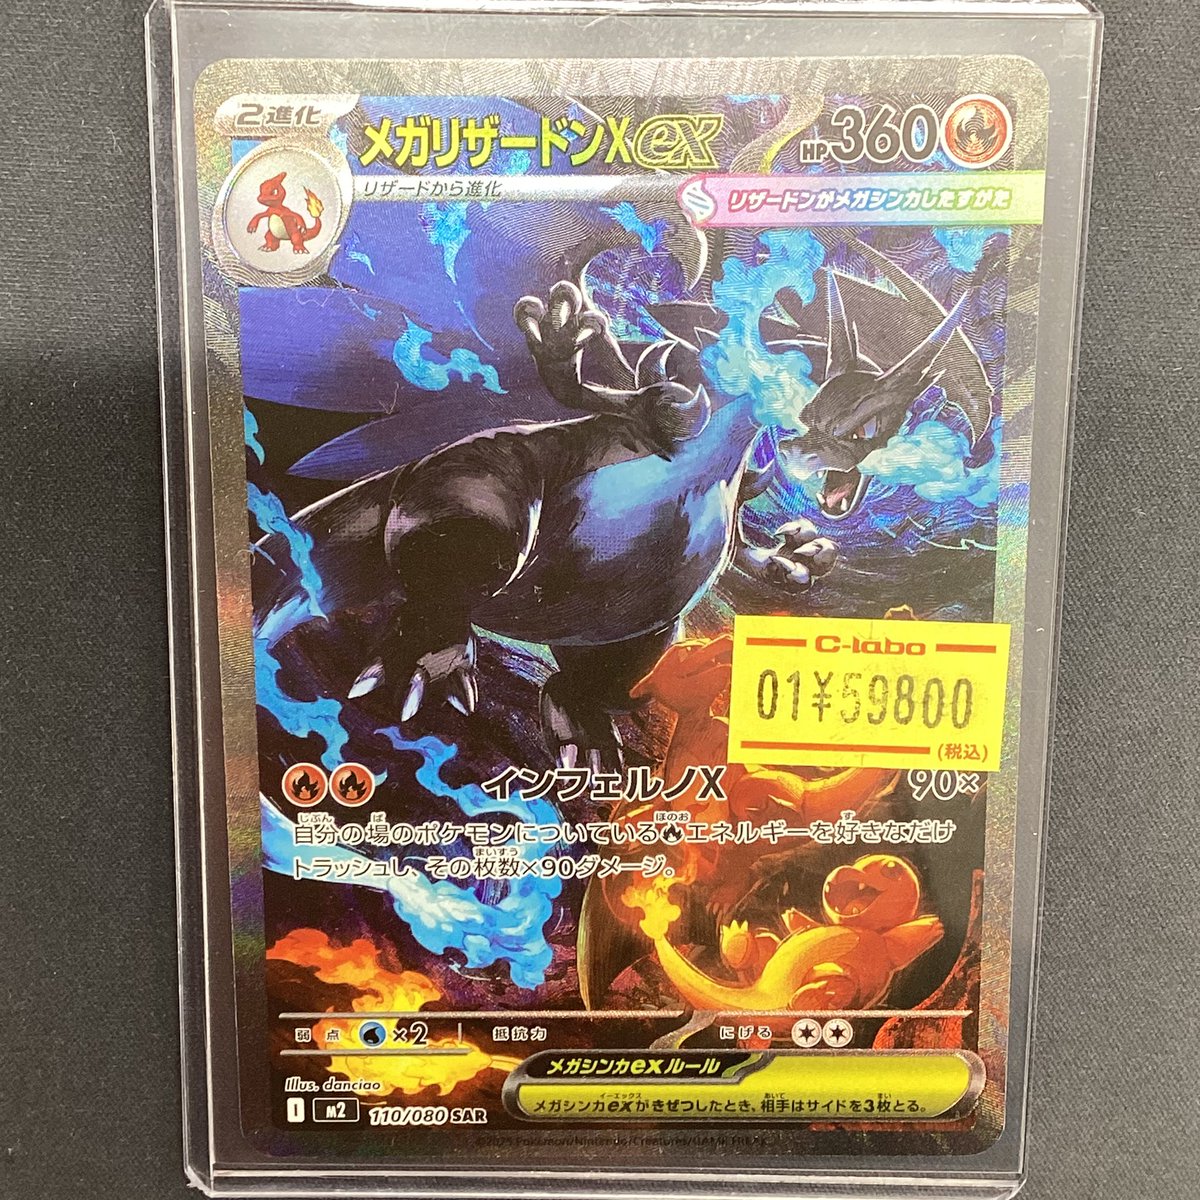 2進化
メガリザードンXex
HP360
リザードから進化
リザードンがメガシンカしたすがた
C-labo
01¥59800
(税込)
インフェルノX 90×
自分の場のポケモンについている エネルギーを好きなだけ
トラッシュし、その枚数×90ダメージ。
弱点 ×2 抵抗力 にげる
メガシンカexルール
メガシンカexがきぜつしたとき、相手はサイドを3枚とる。
Illus. danciao
I M2 110/080 SAR
©2025 Pokémon/Nintendo/Creatures/GAME FREAK